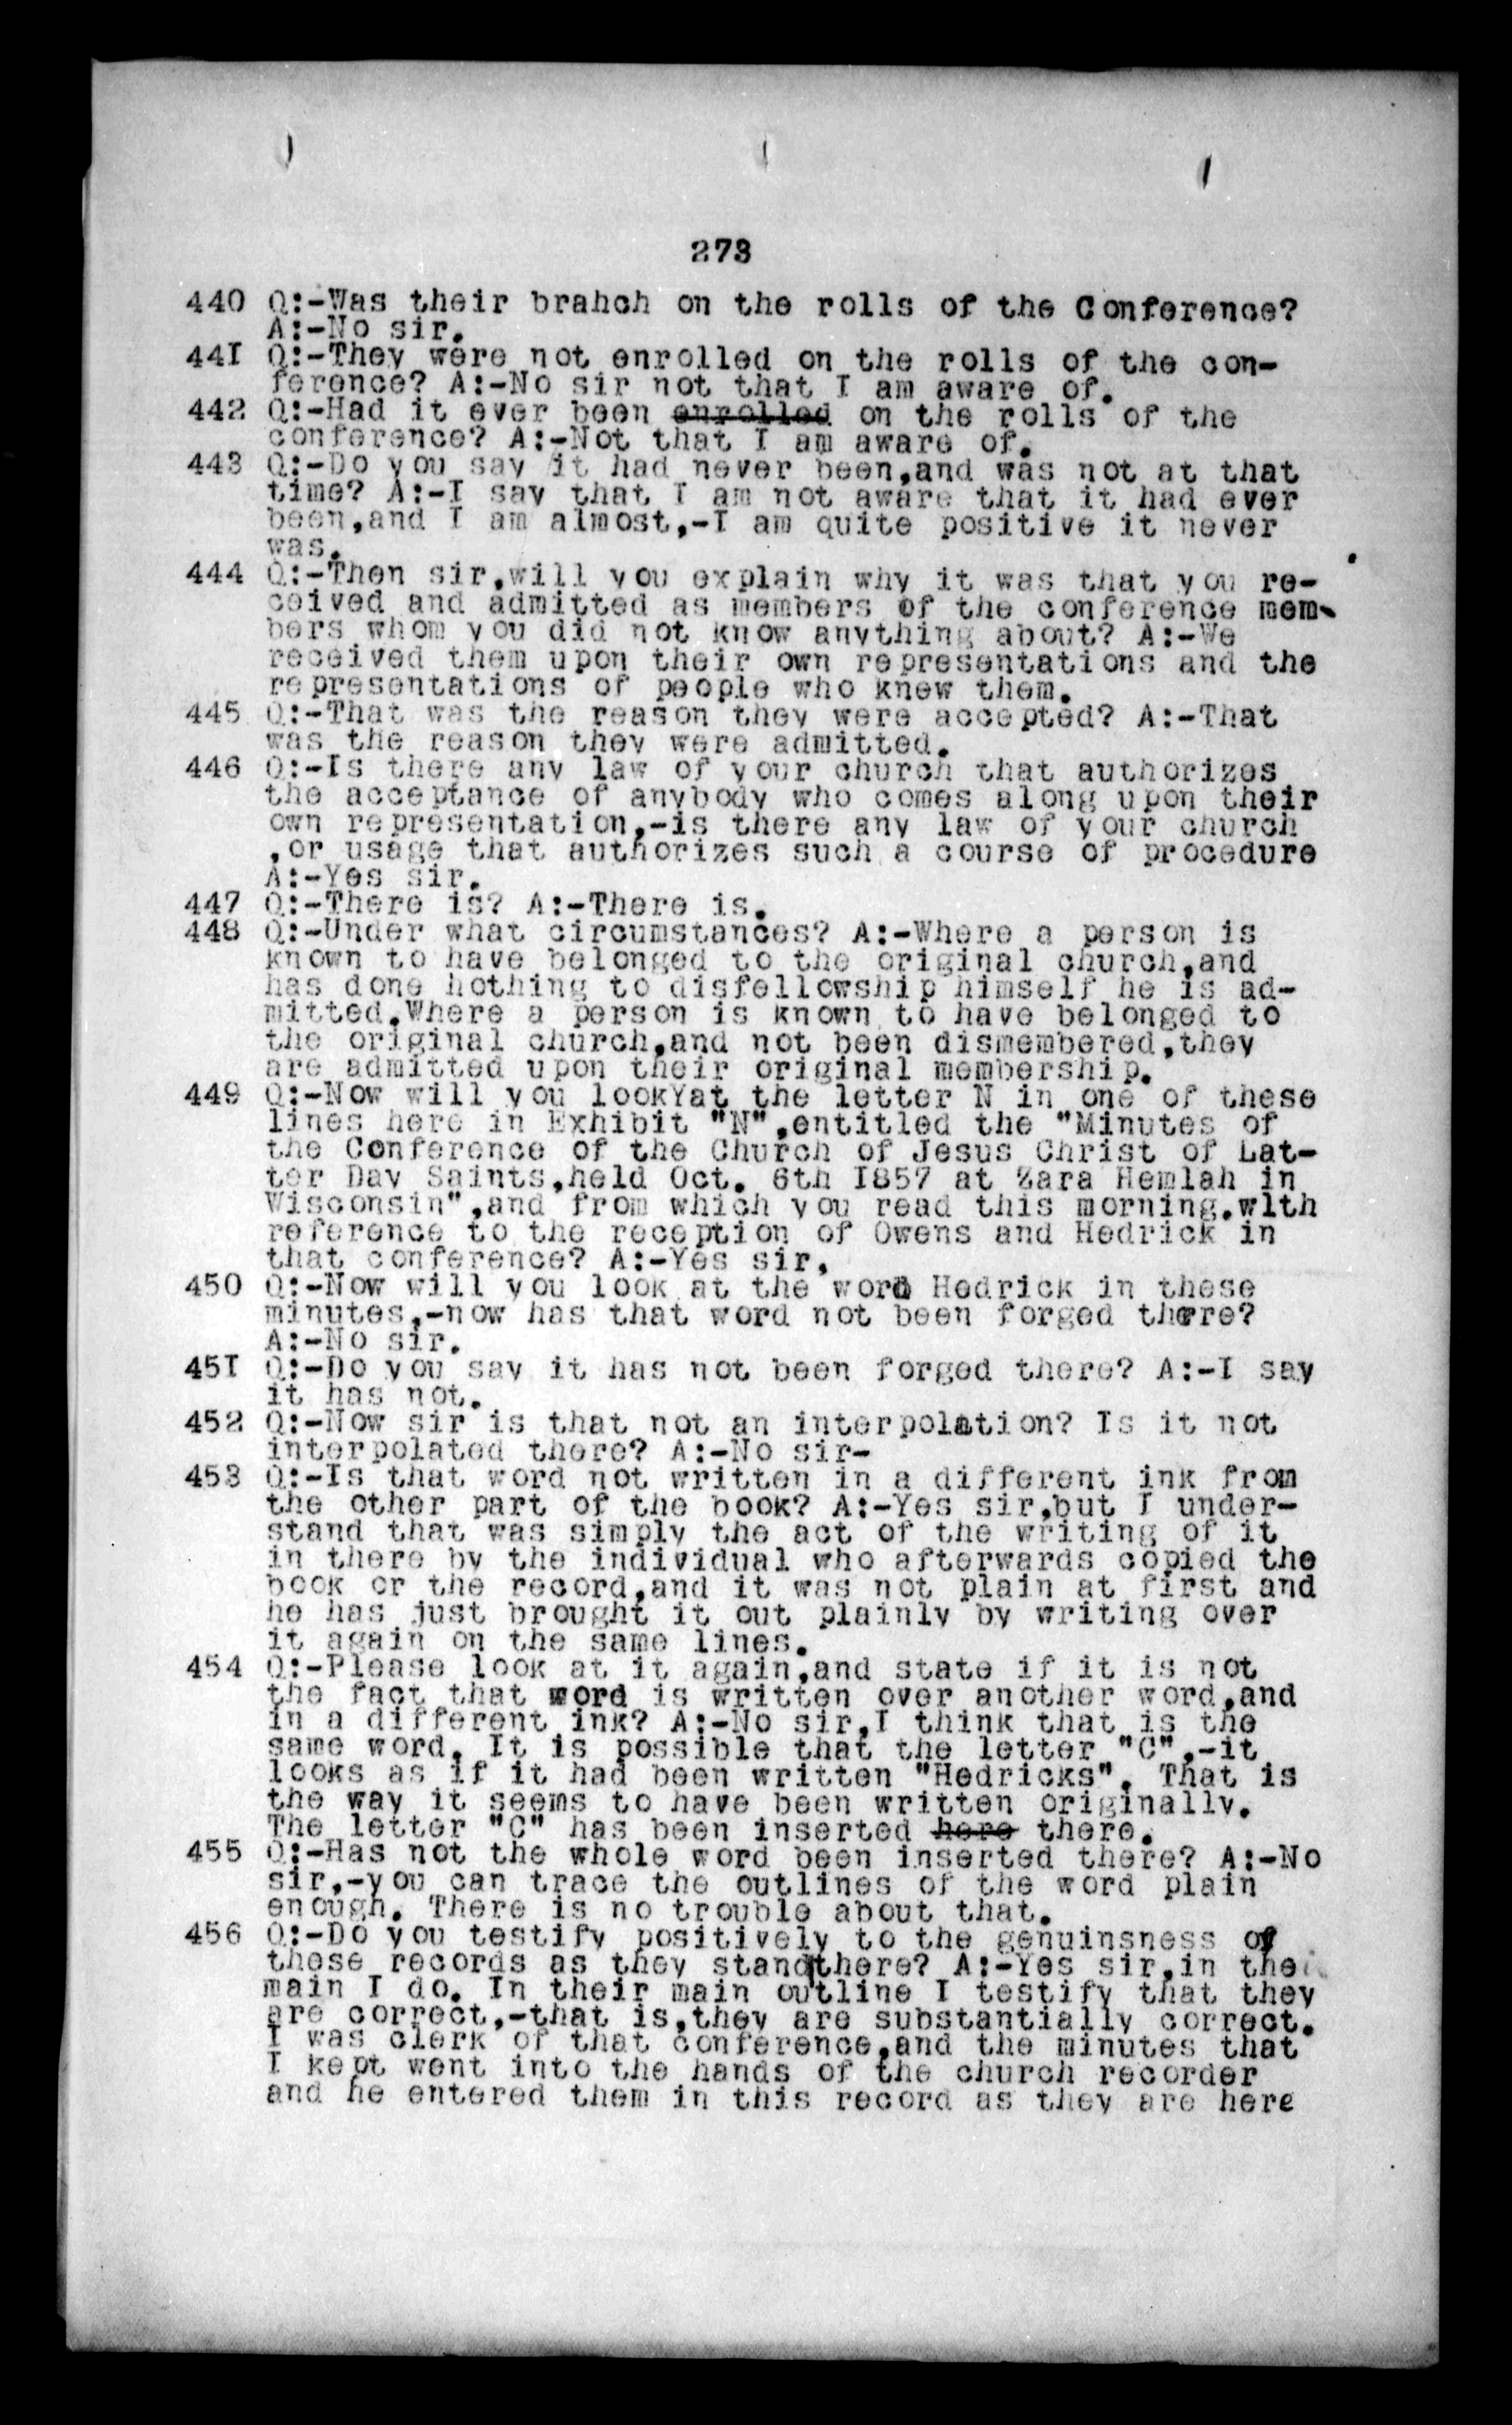 273
440 Q:-Was their brahch on the rolls of the Conference?
A:-No sir.
441 Q:-They were not enrolled on the rolls of the con-
ference? A:-No sir not that I am aware of.
442 Q:-Had it ever been enrolled on the rolls of the
conference? A:-Not that I am aware of.
443 Q:-Do you say it had never been,and was not at that
time? A:-I say that I am not aware that it had ever
been,and I am almost,-I am quite positive it never
was.
444 Q:-Then sir,will you explain why it was that you re-
ceived and admitted as members of the conference mem-
bers whom you did not know anything about? A:-We
received them upon their own representations and the
representations of people who knew them.
445 Q:-That was the reason they were accepted? A:-That
was the reason they were admitted.
446 Q:-Is there any law of your church that authorizes
the acceptance of anybody who comes along upon their
own representation,-is there any law of your church
,or usage that authorizes such a course of procedure
A:-Yes sir.
447 Q:-There is? A:-There is.
448 Q:-Under what circumstances? A:-Where a person is
known to have belonged to the original church,and
has done hothing to disfellowship himself he is ad-
mitted.Where a person is known to have belonged to
the original church,and not been dismembered,they
are admitted upon their original membership.
449 Q:-Now will you lookYat the letter N in one of these
lines here in Exhibit "N",entitled the "Minutes of
the Conference of the Church of Jesus Christ of Lat-
ter Day Saints,held Oct. 6th 1857 at Zara Hemlah in
Wisconsin",and from which you read this morning.with
reference to the reception of Owens and Hedrick in
that conference? A:-Yes sir,
450 Q:-Now will you look at the word Hedrick in these
minutes,-now has that word not been forged there?
A:-No sir.
451 Q:-Do you say it has not been forged there? A:-I say
it has not.
452 Q:-Now sir is that not an interpolation? Is it not
interpolated there? A:-No sir-
453 Q:-Is that word not written in a different ink from
the other part of the book? A:-Yes sir,but I under-
stand that was simply the act of the writing of it
in there by the individual who afterwards copied the
book or the record,and it was not plain at first and
he has just brought it out plainly by writing over
it again on the same lines.
454 Q:-Please look at it again,and state if it is not
the fact that word is written over another word,and
in a different ink? A:-No sir,I think that is the
same word. It is possible that the letter "C",-it
looks as if it had been written "Hedricks". That is
the way it seems to have been written originally.
The letter "C" has been inserted here there.
455 Q:-Has not the whole word been inserted there? A:-No
sir,-you can trace the outlines of the word plain
enough. There is no trouble about that.
456 Q:-Do you testify positively to the genuinsness of
these records as they stand there? A:-Yes sir,in the
main I do. In their main outline I testify that they
are correct,-that is,they are substantially correct.
I was clerk of that conference,and the minutes that
I kept went into the hands of the church recorder
and he entered them in this record as they are here